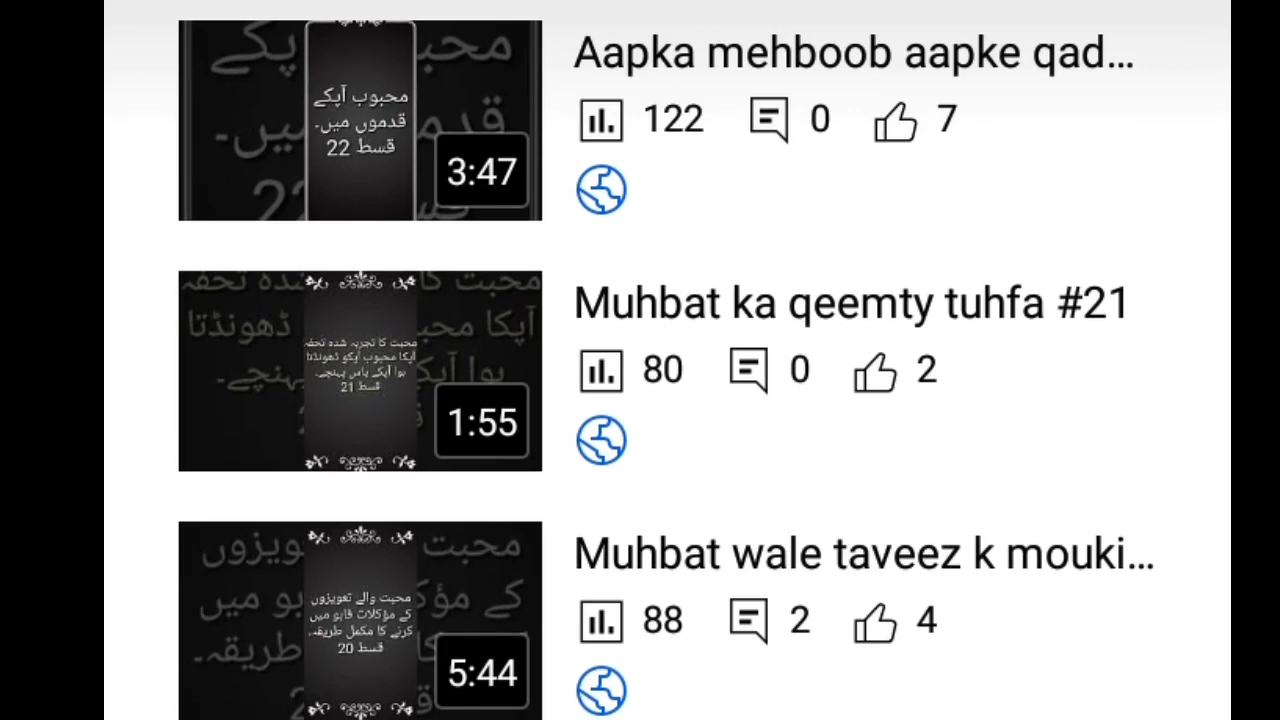 محبوب آپکے
قدموں میں۔
قسط 22
3:47
Aapka mehboob aapke qad...
122 0 7
محبت کا تجربہ شدہ تحفہ
آپکا محبوب آپکو ڈھونڈتا
ہوا آپکے پاس پہنچے۔
قسط 21
1:55
Muhbat ka qeemty tuhfa #21
80 0 2
محبت والے تعویزوں
کے مؤکلات قابو میں
کرنے کا مکمل طریقہ۔
قسط 20
5:44
Muhbat wale taveez k mouki...
88 2 4